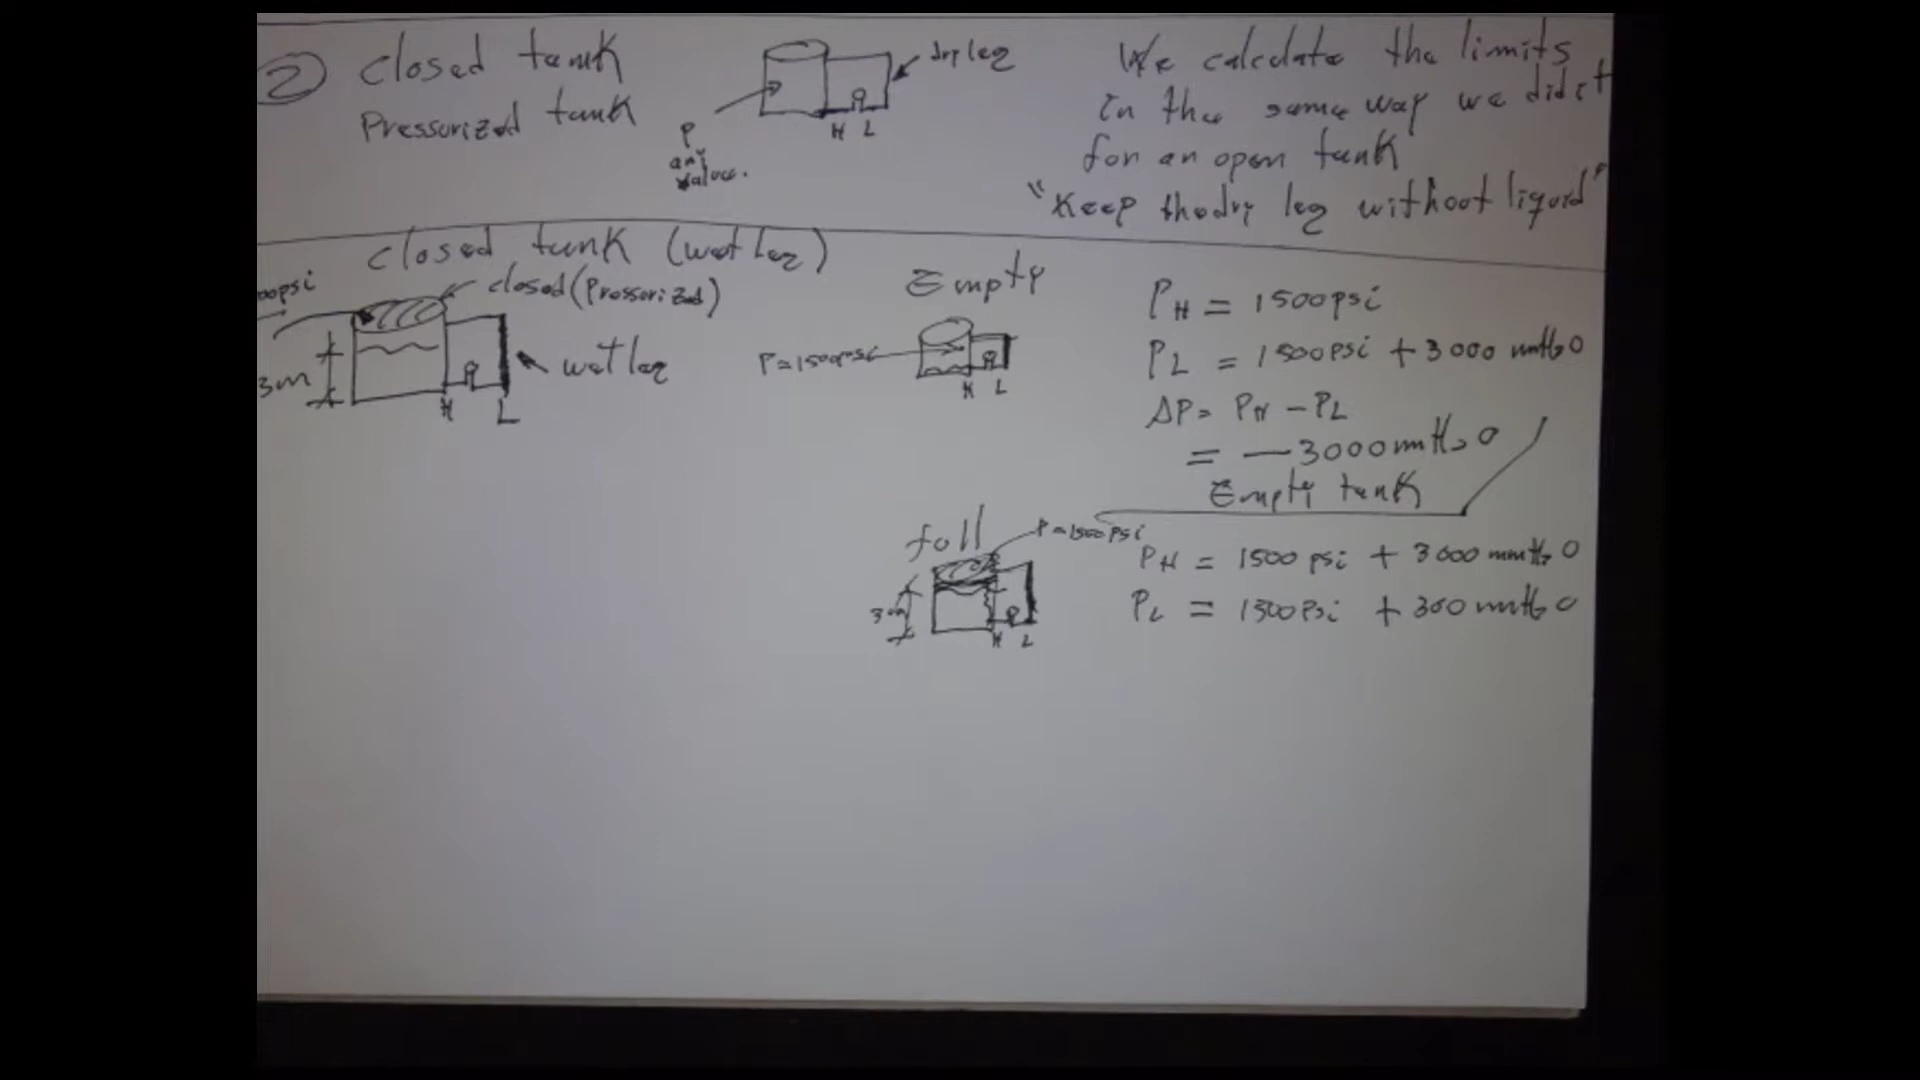 2 closed tank
Pressurized tank
P
any
value.
dry leg
H L
We calculate the limits
in the same way we did it
for an open tank
"Keep the dry leg without liquid"
closed tank (wet leg)
00psi
closed (Pressurized)
3m
wet leg
H L
Empty
P=1500psi
H L
PH = 1500psi
PL = 1500psi + 3000 mmH2O
ΔP= PH - PL
= -3000mmH2O
Empty tank
full
P=1500psi
3m
H L
PH = 1500 psi + 3000 mmH2O
PL = 1500Psi + 300 mmH2O